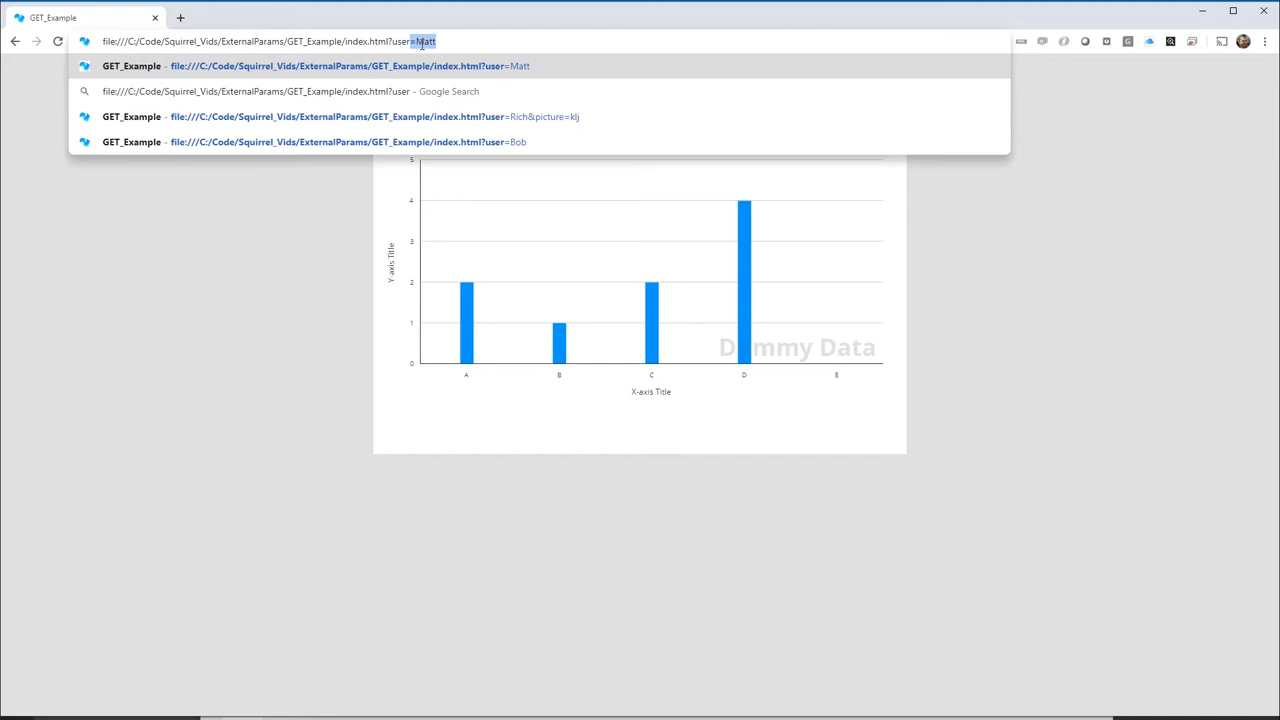 GET_Example
file:///C:/Code/Squirrel_Vids/ExternalParams/GET_Example/index.html?user=Matt
GET_Example - file:///C:/Code/Squirrel_Vids/ExternalParams/GET_Example/index.html?user=Matt
file:///C:/Code/Squirrel_Vids/ExternalParams/GET_Example/index.html?user - Google Search
GET_Example - file:///C:/Code/Squirrel_Vids/ExternalParams/GET_Example/index.html?user=Rich&picture=klj
GET_Example - file:///C:/Code/Squirrel_Vids/ExternalParams/GET_Example/index.html?user=Bob
5
4
3
2
1
0
Y-axis Title
Dummy Data
A B C D E
X-axis Title